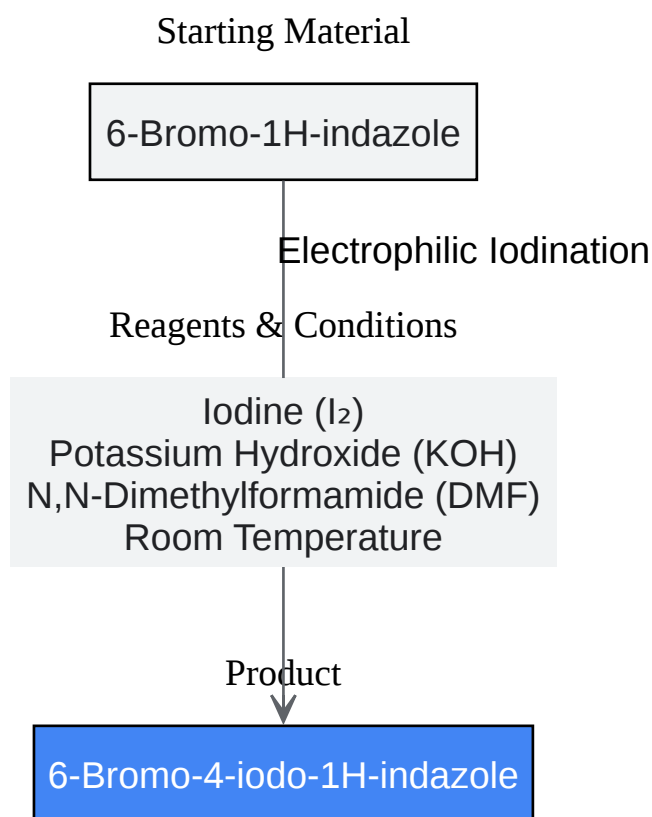 Starting Material
6-Bromo-1H-indazole
Electrophilic Iodination
Reagents & Conditions
Iodine (I₂)
Potassium Hydroxide (KOH)
N,N-Dimethylformamide (DMF)
Room Temperature
Product
6-Bromo-4-iodo-1H-indazole